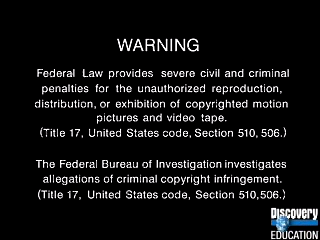 WARNING
Federal Law provides severe civil and criminal
penalties for the unauthorized reproduction,
distribution, or exhibition of copyrighted motion
pictures and video tape.
(Title 17, United States code, Section 510, 506.)
The Federal Bureau of Investigation investigates
allegations of criminal copyright infringement.
(Title 17, United States code, Section 510,506.)
Discovery
EDUCATION